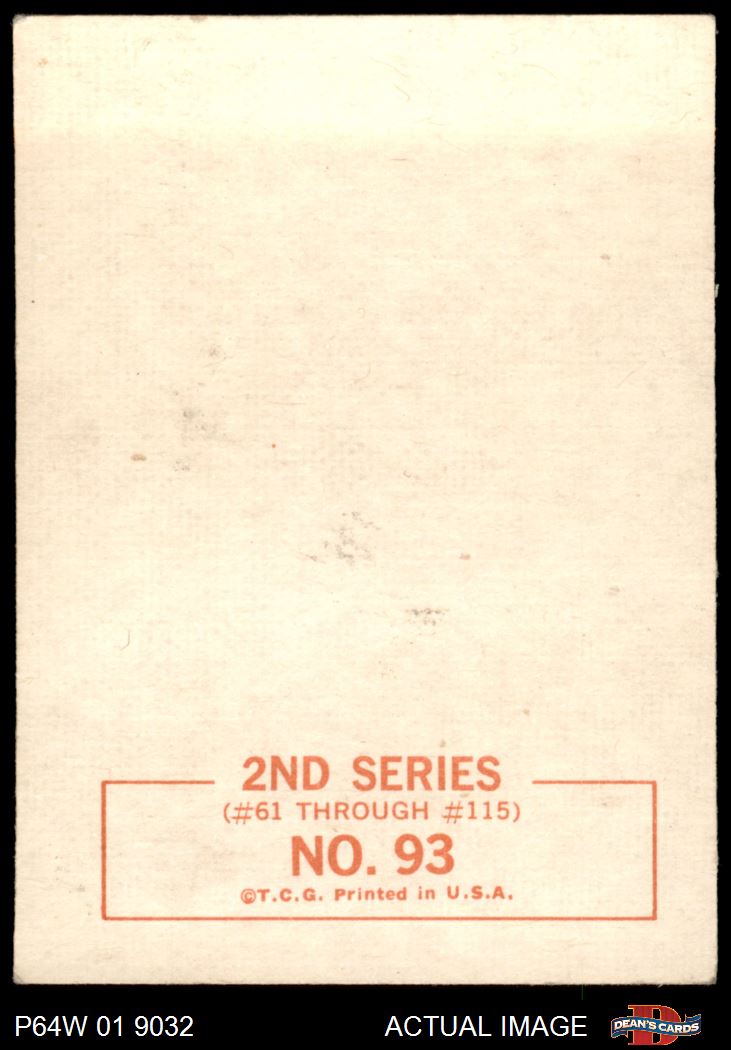 2ND SERIES
(#61 THROUGH #115)
NO. 93
©T.C.G. Printed in U.S.A.
P64W 01 9032 ACTUAL IMAGE D DEAN'S CARDS